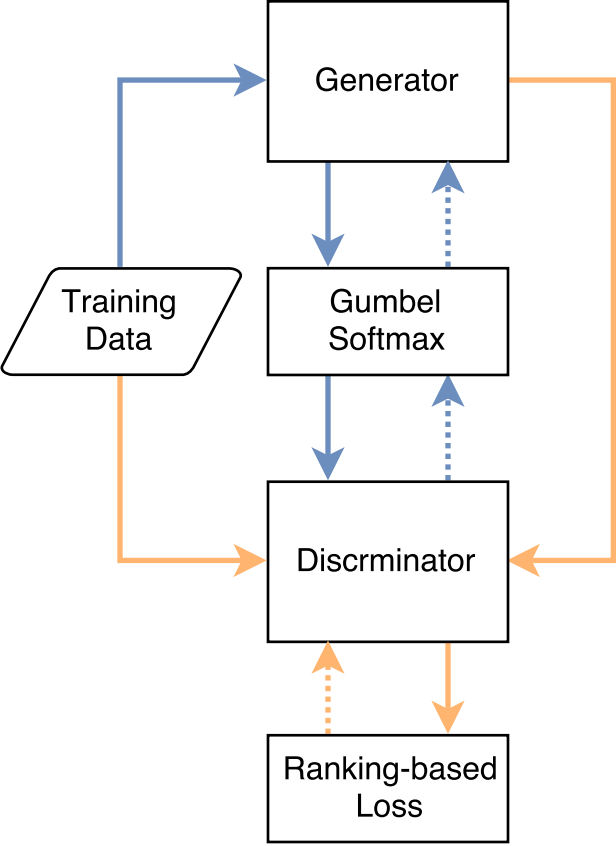 Generator
Training
Data
Gumbel
Softmax
Discrminator
Ranking-based
Loss